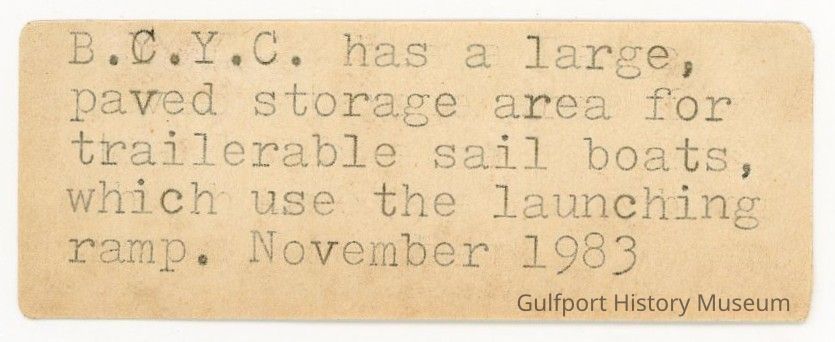 B.C.Y.C. has a large,
paved storage area for
trailerable sail boats,
which use the launching
ramp. November 1983
Gulfport History Museum